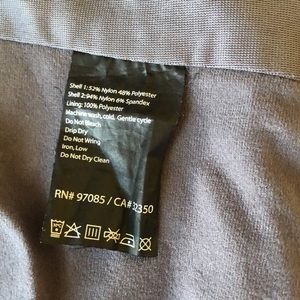 Shell 1:52% Nylon 48% Polyester
Shell 2:94% Nylon 6% Spandex
Lining: 100% Polyester
Machine wash, cold, Gentle cycle
Do Not Bleach
Drip Dry
Do Not Wring
Iron, Low
Do Not Dry Clean
RN# 97085 / CA#